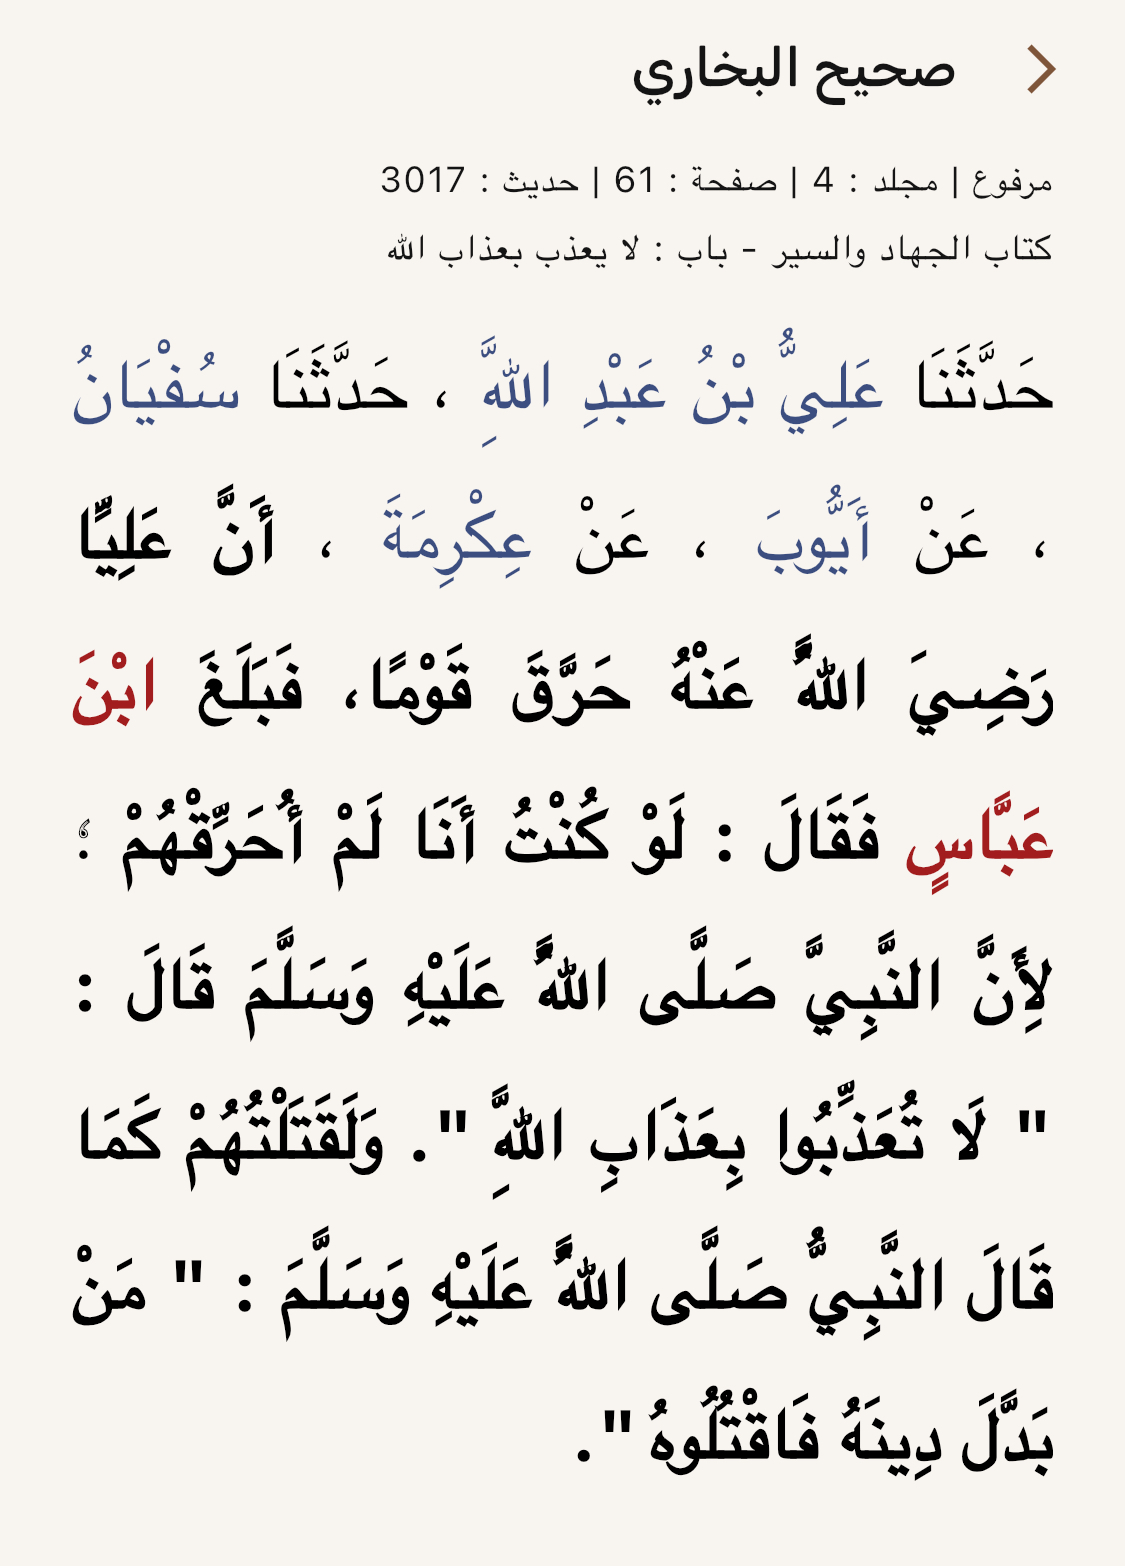 صحيح البخاري
مرفوع | مجلد : 4 | صفحة : 61 | حديث : 3017
كتاب الجهاد والسير - باب : لا يعذب بعذاب الله
حَدَّثَنَا عَلِيُّ بْنُ عَبْدِ اللَّهِ ، حَدَّثَنَا سُفْيَانُ
، عَنْ أَيُّوبَ ، عَنْ عِكْرِمَةَ ، أَنَّ عَلِيًّا
رَضِيَ اللَّهُ عَنْهُ حَرَّقَ قَوْمًا، فَبَلَغَ ابْنَ
عَبَّاسٍ فَقَالَ : لَوْ كُنْتُ أَنَا لَمْ أُحَرِّقْهُمْ ؛
لِأَنَّ النَّبِيَّ صَلَّى اللَّهُ عَلَيْهِ وَسَلَّمَ قَالَ :
" لَا تُعَذِّبُوا بِعَذَابِ اللَّهِ ". وَلَقَتَلْتُهُمْ كَمَا
قَالَ النَّبِيُّ صَلَّى اللَّهُ عَلَيْهِ وَسَلَّمَ : " مَنْ
بَدَّلَ دِينَهُ فَاقْتُلُوهُ ".